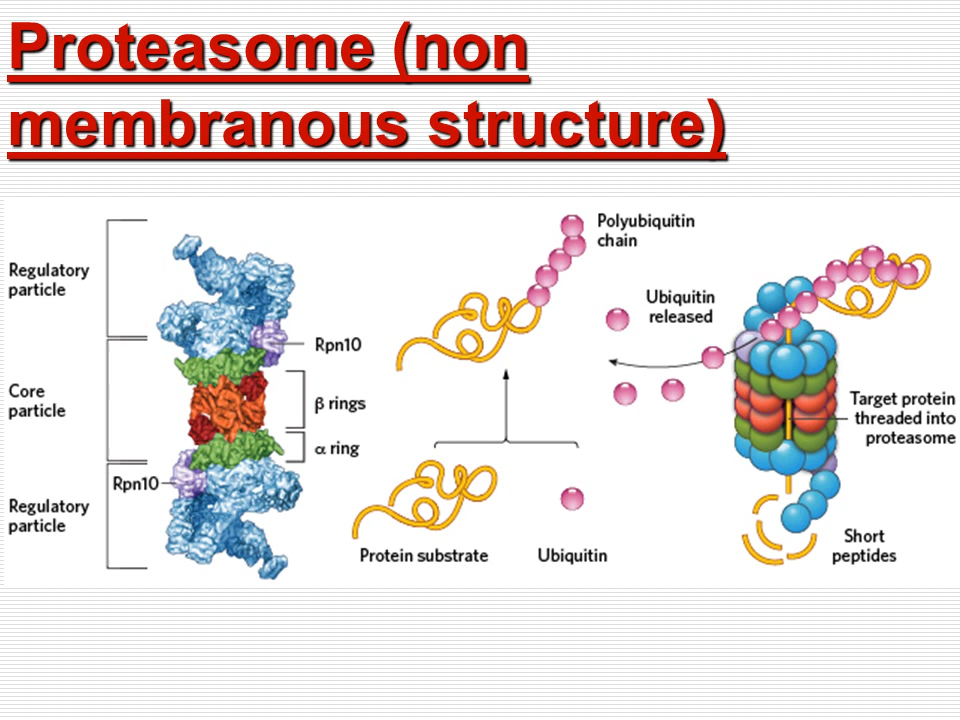 Proteasome (non
membranous structure)
Regulatory
particle
Core
particle
Regulatory
particle
Rpn10
β rings
α ring
Rpn10
Polyubiquitin
chain
Protein substrate
Ubiquitin
Ubiquitin
released
Target protein
threaded into
proteasome
Short
peptides